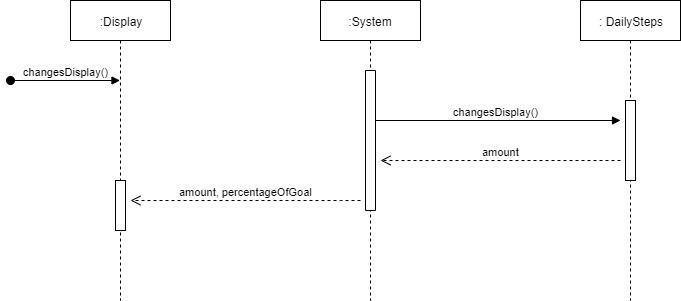 :Display
:System
: DailySteps
changesDisplay()
changesDisplay()
amount
amount, percentageOfGoal